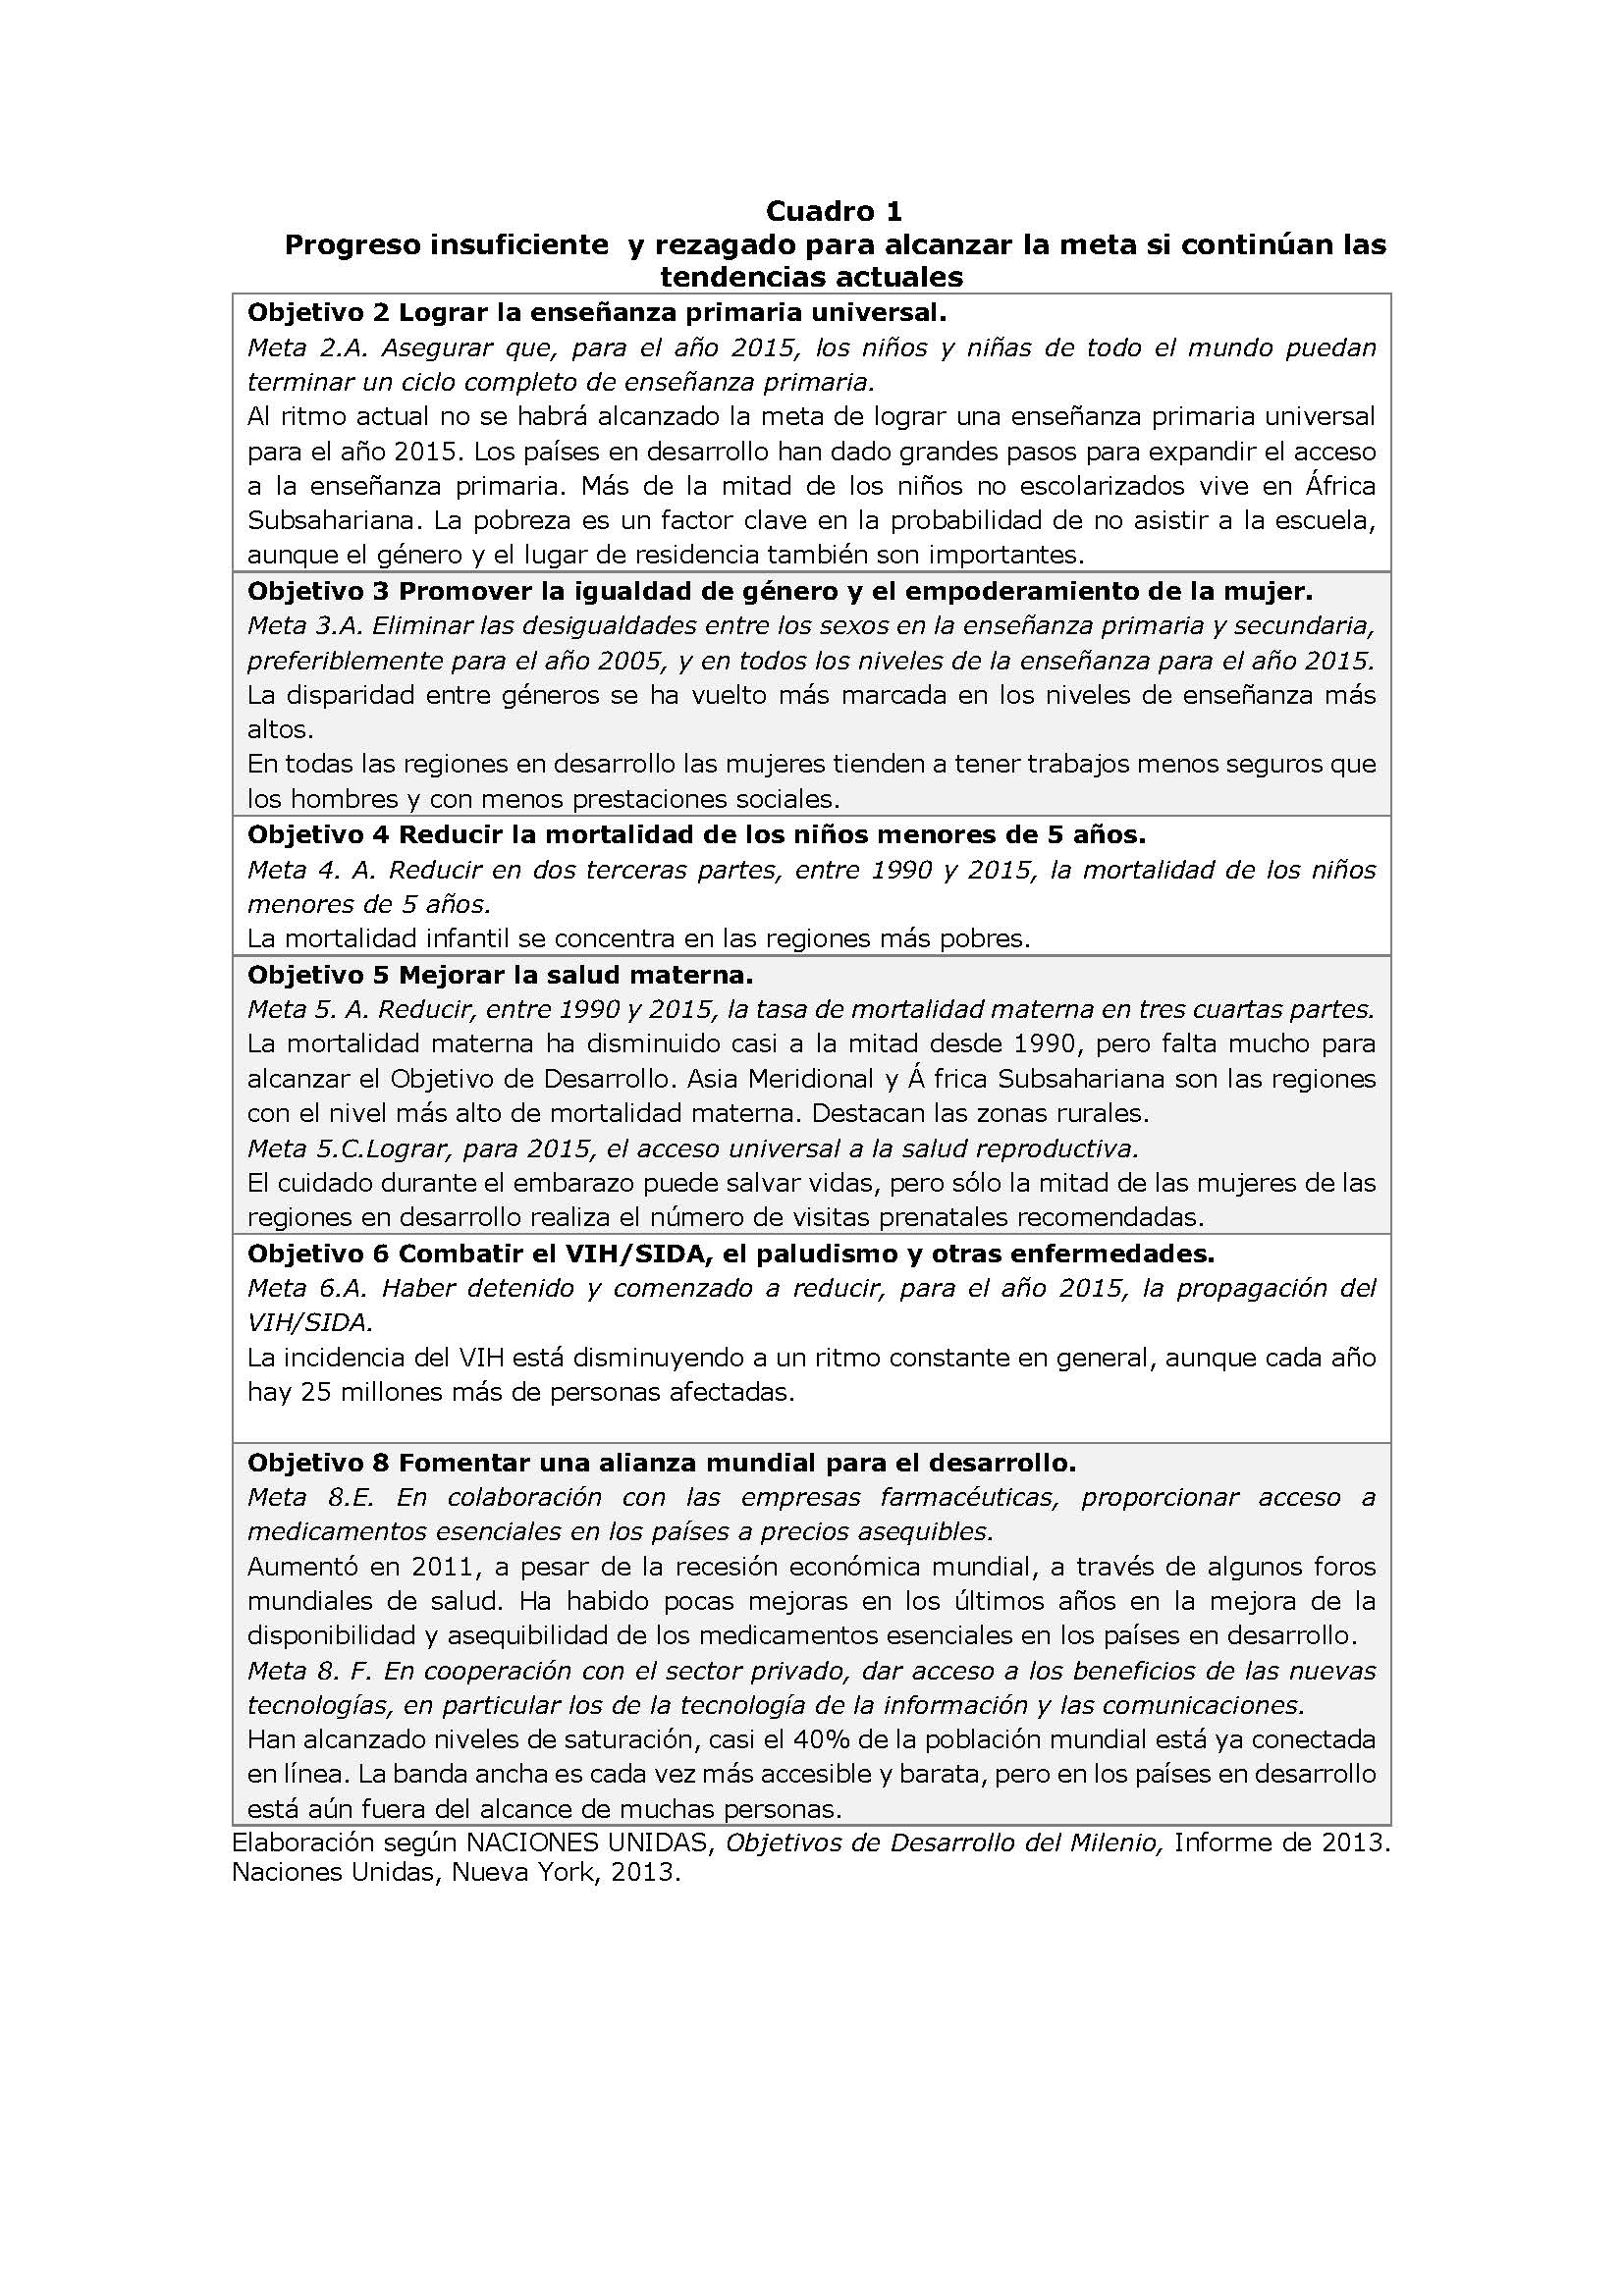 Cuadro 1
Progreso insuficiente  y rezagado para alcanzar la meta si continúan las
tendencias actuales
Objetivo 2 Lograr la enseñanza primaria universal.
Meta 2.A. Asegurar que, para el año 2015, los niños y niñas de todo el mundo puedan
terminar un ciclo completo de enseñanza primaria.
Al ritmo actual no se habrá alcanzado la meta de lograr una enseñanza primaria universal
para el año 2015. Los países en desarrollo han dado grandes pasos para expandir el acceso
a la enseñanza primaria. Más de la mitad de los niños no escolarizados vive en África
Subsahariana. La pobreza es un factor clave en la probabilidad de no asistir a la escuela,
aunque el género y el lugar de residencia también son importantes.
Objetivo 3 Promover la igualdad de género y el empoderamiento de la mujer.
Meta 3.A. Eliminar las desigualdades entre los sexos en la enseñanza primaria y secundaria,
preferiblemente para el año 2005, y en todos los niveles de la enseñanza para el año 2015.
La disparidad entre géneros se ha vuelto más marcada en los niveles de enseñanza más
altos.
En todas las regiones en desarrollo las mujeres tienden a tener trabajos menos seguros que
los hombres y con menos prestaciones sociales.
Objetivo 4 Reducir la mortalidad de los niños menores de 5 años.
Meta 4. A. Reducir en dos terceras partes, entre 1990 y 2015, la mortalidad de los niños
menores de 5 años.
La mortalidad infantil se concentra en las regiones más pobres.
Objetivo 5 Mejorar la salud materna.
Meta 5. A. Reducir, entre 1990 y 2015, la tasa de mortalidad materna en tres cuartas partes.
La mortalidad materna ha disminuido casi a la mitad desde 1990, pero falta mucho para
alcanzar el Objetivo de Desarrollo. Asia Meridional y Á frica Subsahariana son las regiones
con el nivel más alto de mortalidad materna. Destacan las zonas rurales.
Meta 5.C.Lograr, para 2015, el acceso universal a la salud reproductiva.
El cuidado durante el embarazo puede salvar vidas, pero sólo la mitad de las mujeres de las
regiones en desarrollo realiza el número de visitas prenatales recomendadas.
Objetivo 6 Combatir el VIH/SIDA, el paludismo y otras enfermedades.
Meta 6.A. Haber detenido y comenzado a reducir, para el año 2015, la propagación del
VIH/SIDA.
La incidencia del VIH está disminuyendo a un ritmo constante en general, aunque cada año
hay 25 millones más de personas afectadas.
Objetivo 8 Fomentar una alianza mundial para el desarrollo.
Meta 8.E. En colaboración con las empresas farmacéuticas, proporcionar acceso a
medicamentos esenciales en los países a precios asequibles.
Aumentó en 2011, a pesar de la recesión económica mundial, a través de algunos foros
mundiales de salud. Ha habido pocas mejoras en los últimos años en la mejora de la
disponibilidad y asequibilidad de los medicamentos esenciales en los países en desarrollo.
Meta 8. F. En cooperación con el sector privado, dar acceso a los beneficios de las nuevas
tecnologías, en particular los de la tecnología de la información y las comunicaciones.
Han alcanzado niveles de saturación, casi el 40% de la población mundial está ya conectada
en línea. La banda ancha es cada vez más accesible y barata, pero en los países en desarrollo
está aún fuera del alcance de muchas personas.
Elaboración según NACIONES UNIDAS, Objetivos de Desarrollo del Milenio, Informe de 2013.
Naciones Unidas, Nueva York, 2013.